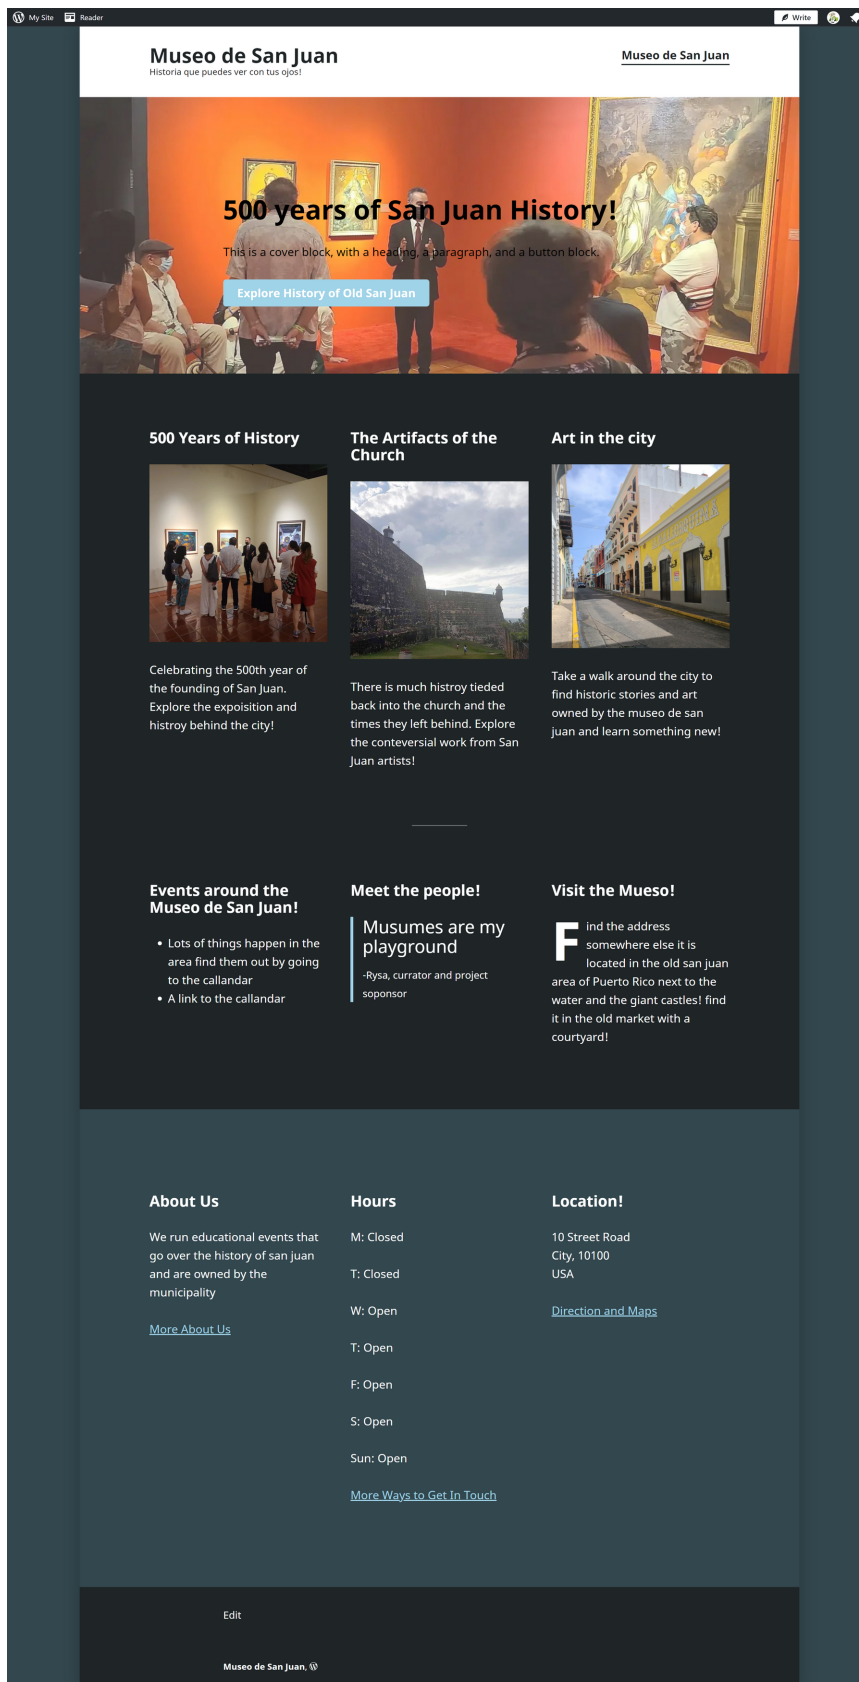 My Site Reader Write
Museo de San Juan
Historia que puedes ver con tus ojos!
Museo de San Juan
500 years of San Juan History!
This is a cover block, with a heading, a paragraph, and a button block.
Explore History of Old San Juan
500 Years of History
Celebrating the 500th year of
the founding of San Juan.
Explore the expoisition and
histroy behind the city!
The Artifacts of the
Church
There is much histroy tieded
back into the church and the
times they left behind. Explore
the conteversial work from San
Juan artists!
Art in the city
Take a walk around the city to
find historic stories and art
owned by the museo de san
juan and learn something new!
Events around the
Museo de San Juan!
• Lots of things happen in the
area find them out by going
to the callandar
• A link to the callandar
Meet the people!
Musumes are my
playground
-Rysa, currator and project
soponsor
Visit the Mueso!
Find the address
somewhere else it is
located in the old san juan
area of Puerto Rico next to the
water and the giant castles! find
it in the old market with a
courtyard!
About Us
We run educational events that
go over the history of san juan
and are owned by the
municipality
More About Us
Hours
M: Closed
T: Closed
W: Open
T: Open
F: Open
S: Open
Sun: Open
More Ways to Get In Touch
Location!
10 Street Road
City, 10100
USA
Direction and Maps
Edit
Museo de San Juan,